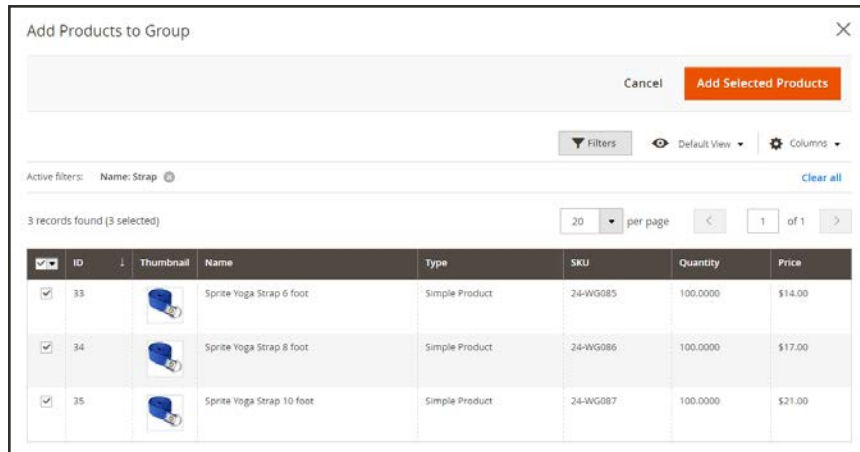 Add Products to Group
Cancel Add Selected Products
Filters Default View Columns
Active filters: Name: Strap Clear all
3 records found (3 selected) 20 per page 1 of 1
ID Thumbnail Name Type SKU Quantity Price
33 Sprite Yoga Strap 6 foot Simple Product 24-WG085 100.0000 $14.00
34 Sprite Yoga Strap 8 foot Simple Product 24-WG086 100.0000 $17.00
35 Sprite Yoga Strap 10 foot Simple Product 24-WG087 100.0000 $21.00